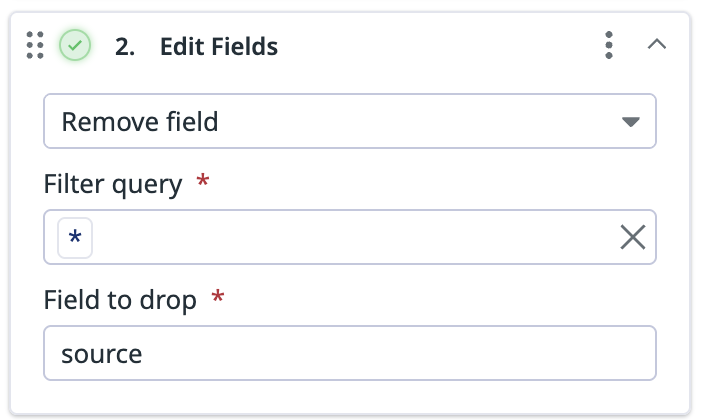 2. Edit Fields
Remove field
Filter query *
*
Field to drop *
source